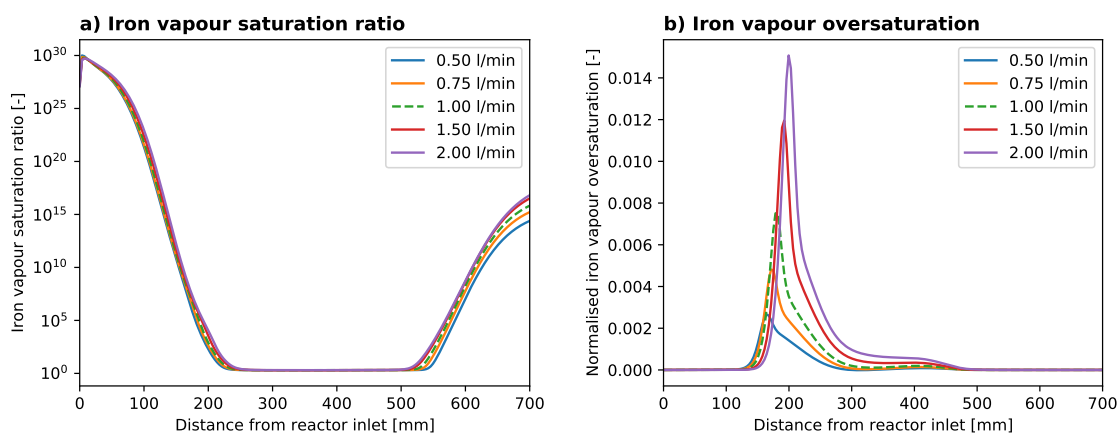 a) Iron vapour saturation ratio
Iron vapour saturation ratio [-]
10^30
10^25
10^20
10^15
10^10
10^5
10^0
0 100 200 300 400 500 600 700
Distance from reactor inlet [mm]
0.50 l/min
0.75 l/min
1.00 l/min
1.50 l/min
2.00 l/min
b) Iron vapour oversaturation
Normalised iron vapour oversaturation [-]
0.014
0.012
0.010
0.008
0.006
0.004
0.002
0.000
0 100 200 300 400 500 600 700
Distance from reactor inlet [mm]
0.50 l/min
0.75 l/min
1.00 l/min
1.50 l/min
2.00 l/min